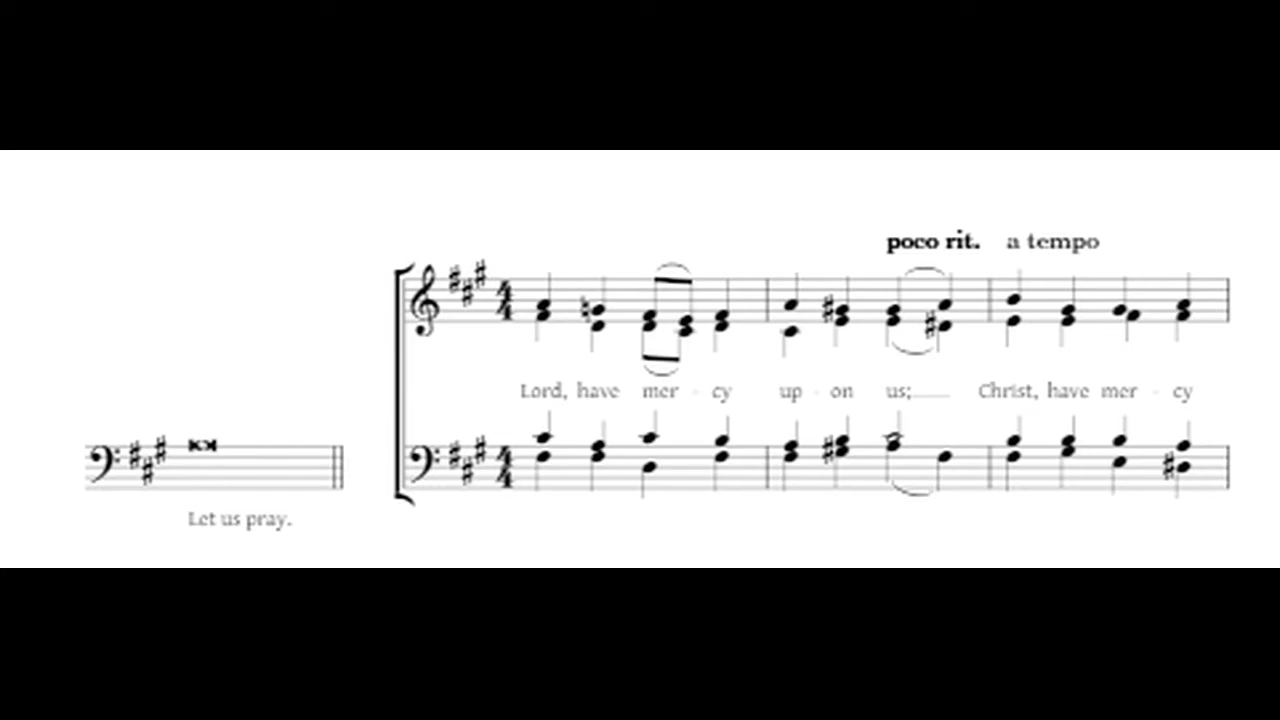 poco rit. a tempo
Lord, have mer - cy up - on us; Christ, have mer - cy
Let us pray.